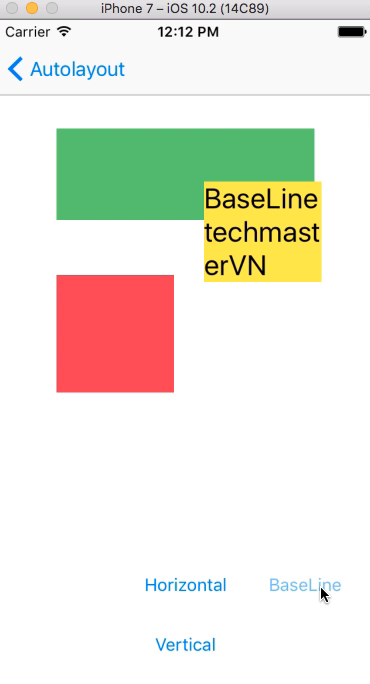 iPhone 7 – iOS 10.2 (14C89)
Carrier 12:12 PM
Autolayout
BaseLine
techmast
erVN
Horizontal BaseLine
Vertical